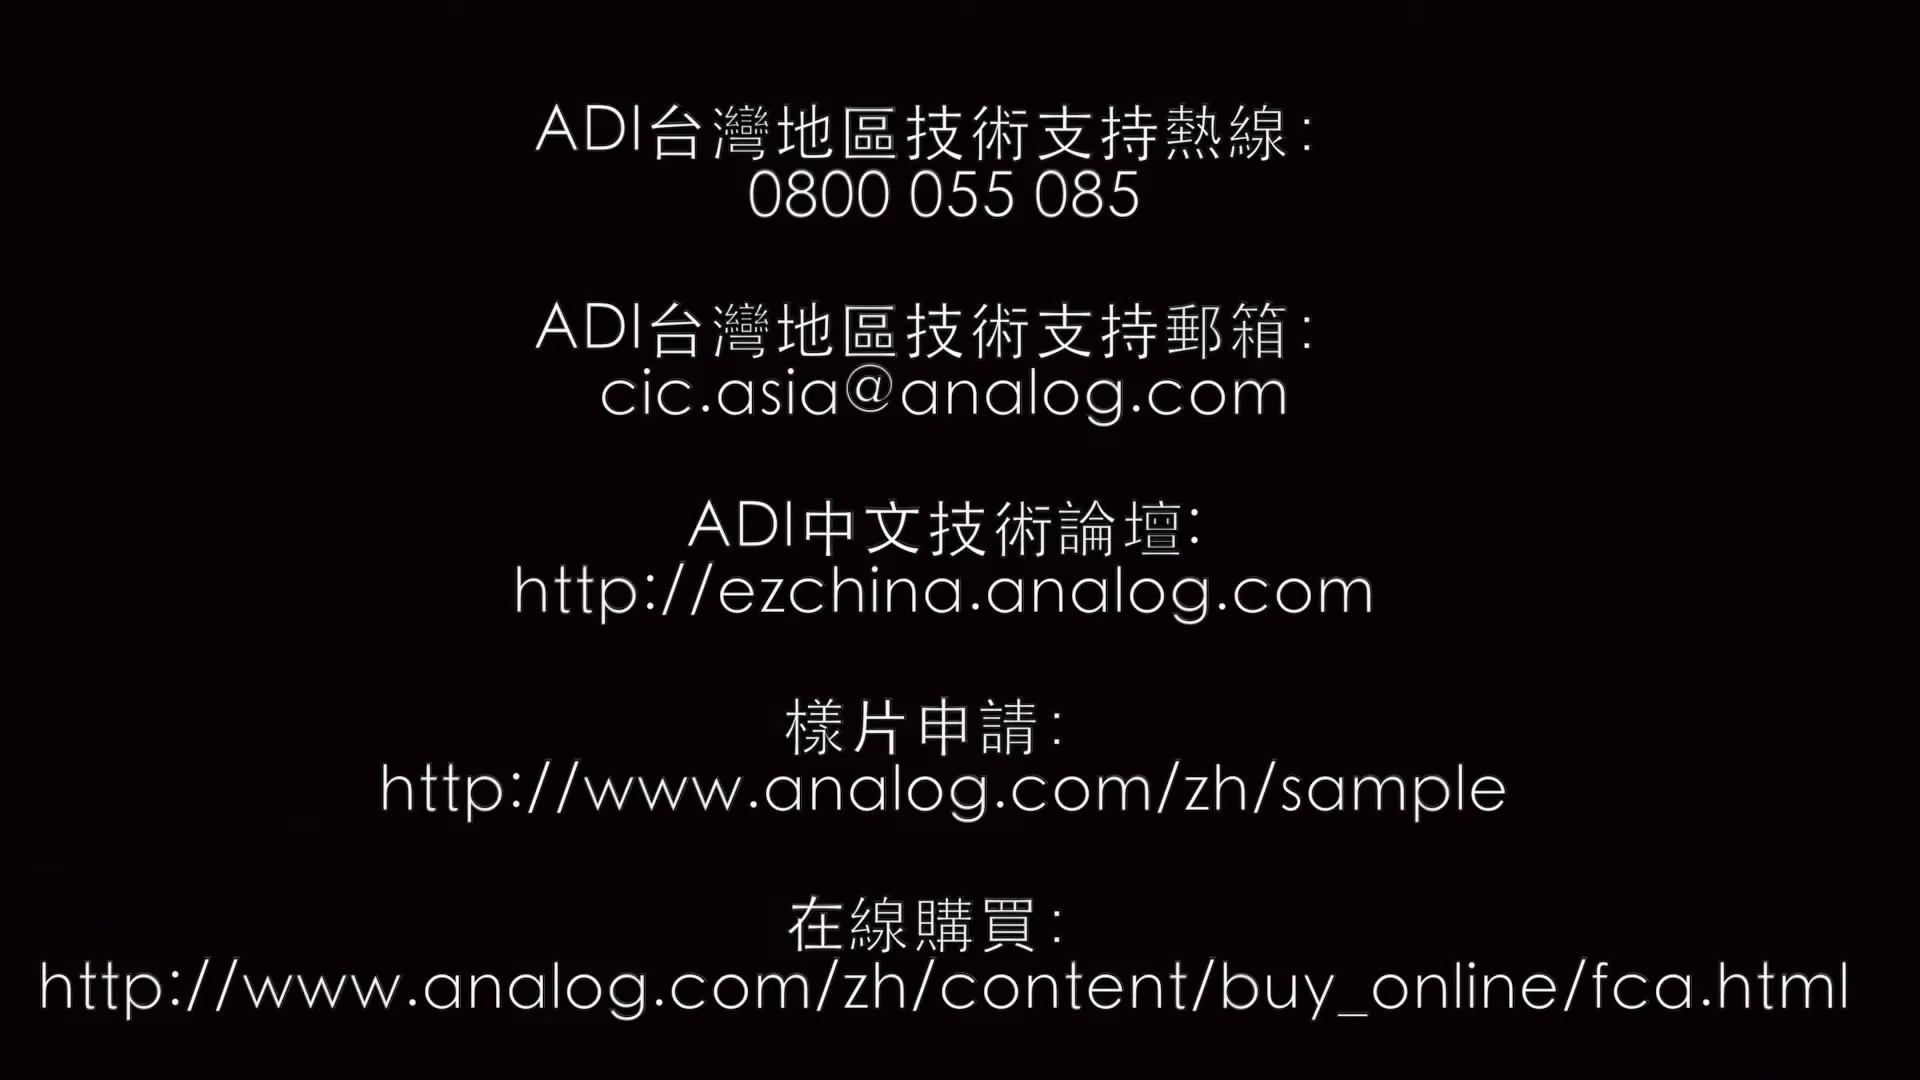 ADI台灣地區技術支持熱線:
0800 055 085
ADI台灣地區技術支持郵箱:
cic.asia@analog.com
ADI中文技術論壇:
http://ezchina.analog.com
樣片申請:
http://www.analog.com/zh/sample
在線購買:
http://www.analog.com/zh/content/buy_online/fca.html